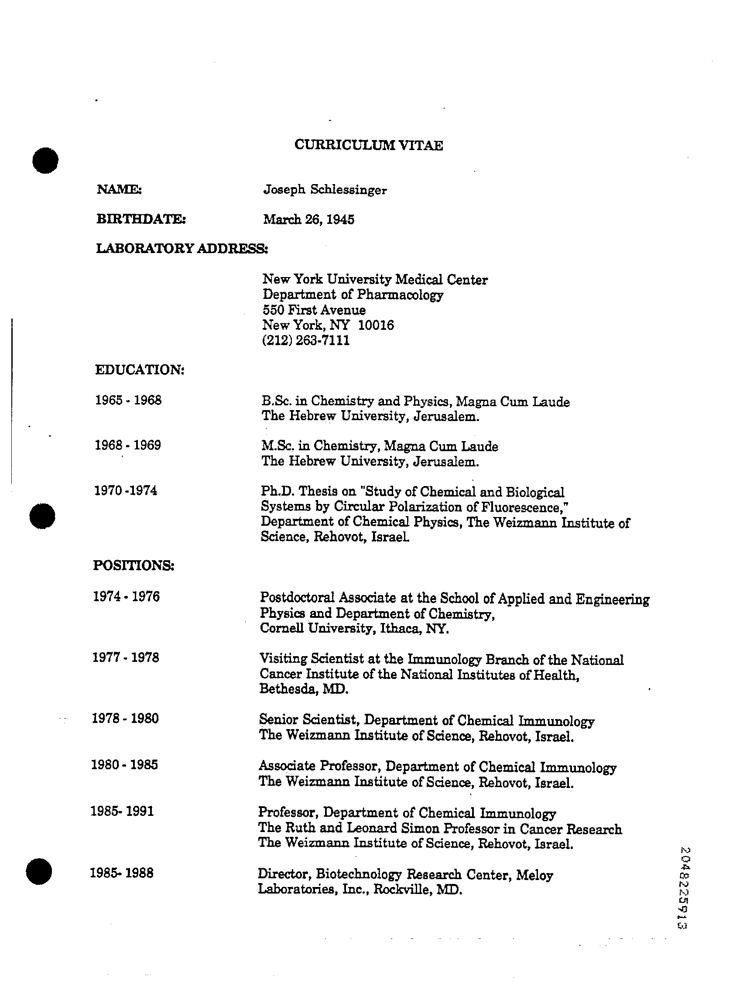 CURRICULUM VITAE
NAME: Joseph Schlessinger
BIRTHDATE: March 26, 1945
LABORATORY ADDRESS:
New York University Medical Center
Department of Pharmacology
550 First Avenue
New York, NY 10016
(212) 263-7111
EDUCATION:
1965 - 1968 B.Sc. in Chemistry and Physics, Magna Cum Laude
The Hebrew University, Jerusalem.
1968 - 1969 M.Sc. in Chemistry, Magna Cum Laude
The Hebrew University, Jerusalem.
1970 -1974 Ph.D. Thesis on "Study of Chemical and Biological
Systems by Circular Polarization of Fluorescence,"
Department of Chemical Physics, The Weizmann Institute of
Science, Rehovot, Israel.
POSITIONS:
1974 - 1976 Postdoctoral Associate at the School of Applied and Engineering
Physics and Department of Chemistry,
Cornell University, Ithaca, NY.
1977 - 1978 Visiting Scientist at the Immunology Branch of the National
Cancer Institute of the National Institutes of Health,
Bethesda, MD.
1978 - 1980 Senior Scientist, Department of Chemical Immunology
The Weizmann Institute of Science, Rehovot, Israel.
1980 - 1985 Associate Professor, Department of Chemical Immunology
The Weizmann Institute of Science, Rehovot, Israel.
1985- 1991 Professor, Department of Chemical Immunology
The Ruth and Leonard Simon Professor in Cancer Research
The Weizmann Institute of Science, Rehovot, Israel.
1985- 1988 Director, Biotechnology Research Center, Meloy
Laboratories, Inc., Rockville, MD.
2048225913